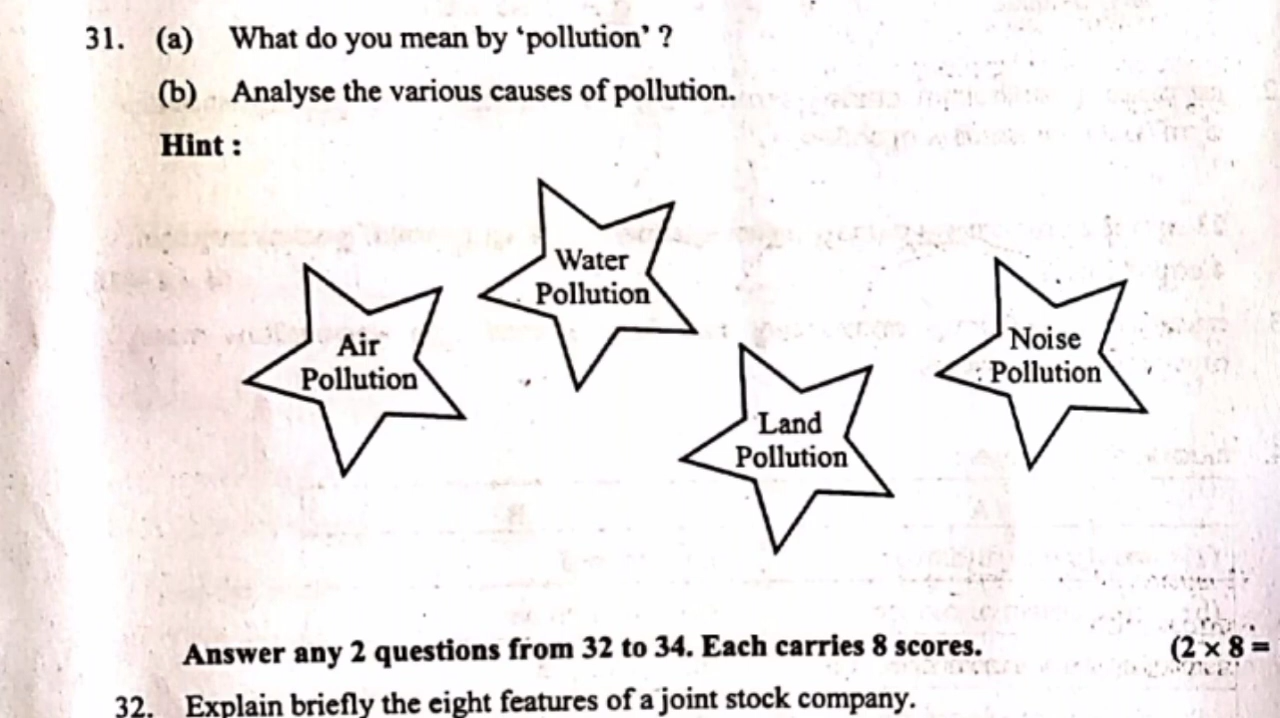 31. (a) What do you mean by ‘pollution’ ?
(b) Analyse the various causes of pollution.
Hint :
Air
Pollution
Water
Pollution
Land
Pollution
Noise
Pollution
Answer any 2 questions from 32 to 34. Each carries 8 scores. (2 × 8 =
32. Explain briefly the eight features of a joint stock company.